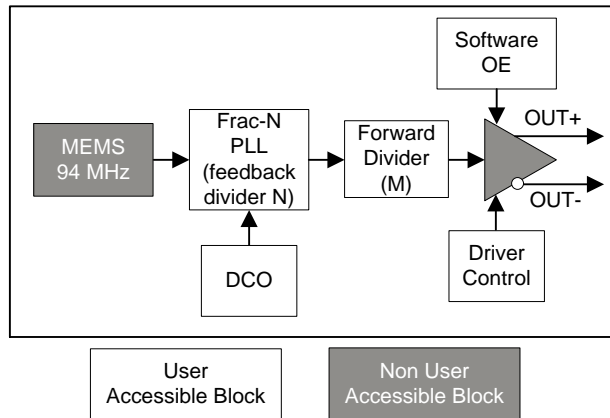 Software
OE
OUT+
MEMS
94 MHz
Frac-N
PLL
(feedback
divider N)
Forward
Divider
(M)
OUT-
DCO
Driver
Control
User
Accessible Block
Non User
Accessible Block